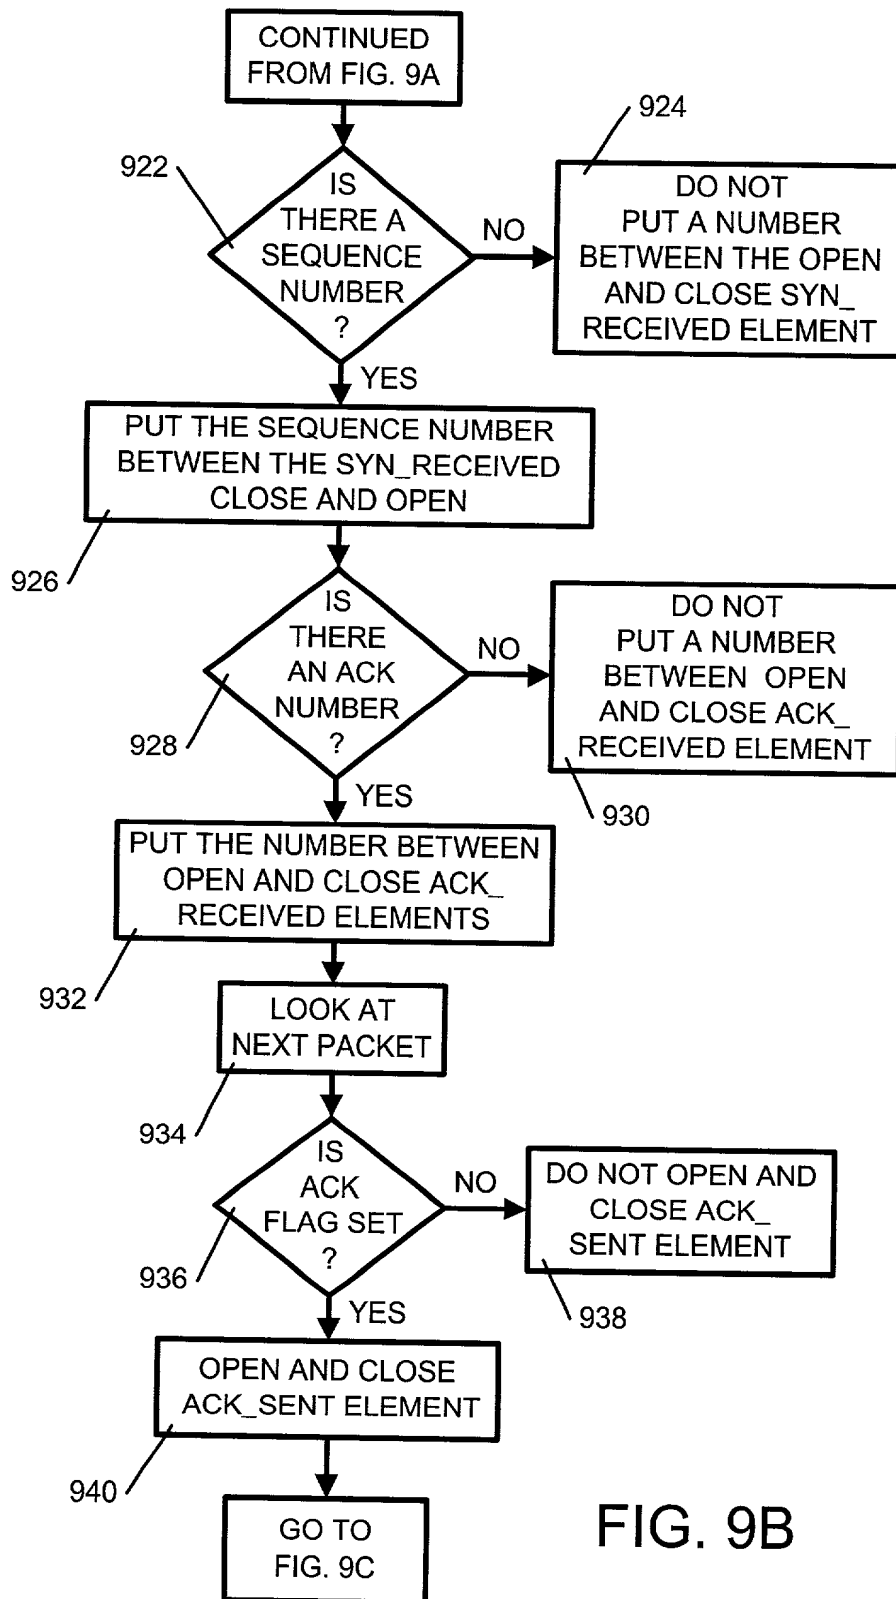 CONTINUED
FROM FIG. 9A
924
922
IS
THERE A
SEQUENCE
NUMBER
?
NO
DO NOT
PUT A NUMBER
BETWEEN THE OPEN
AND CLOSE SYN_
RECEIVED ELEMENT
YES
PUT THE SEQUENCE NUMBER
BETWEEN THE SYN_RECEIVED
CLOSE AND OPEN
926
IS
THERE
AN ACK
NUMBER
?
928
NO
DO NOT
PUT A NUMBER
BETWEEN OPEN
AND CLOSE ACK_
RECEIVED ELEMENT
930
YES
PUT THE NUMBER BETWEEN
OPEN AND CLOSE ACK_
RECEIVED ELEMENTS
932
LOOK AT
NEXT PACKET
934
IS
ACK
FLAG SET
?
936
NO
DO NOT OPEN AND
CLOSE ACK_
SENT ELEMENT
938
YES
OPEN AND CLOSE
ACK_SENT ELEMENT
940
GO TO
FIG. 9C
FIG. 9B